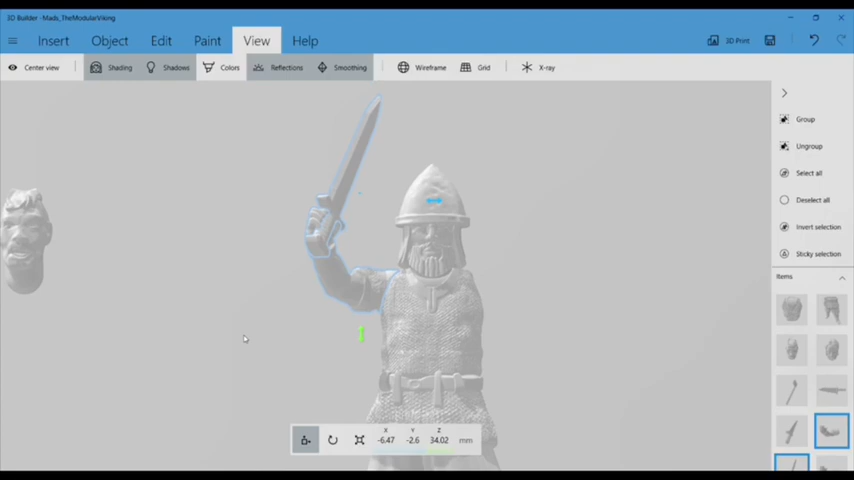 3D Builder - Mads_TheModularViking
Insert Object Edit Paint View Help
3D Print
Center view Shading Shadows Colors Reflections Smoothing Wireframe Grid X-ray
Group
Ungroup
Select all
Deselect all
Invert selection
Sticky selection
Items
X Y Z
-6.47 -2.6 34.02 mm